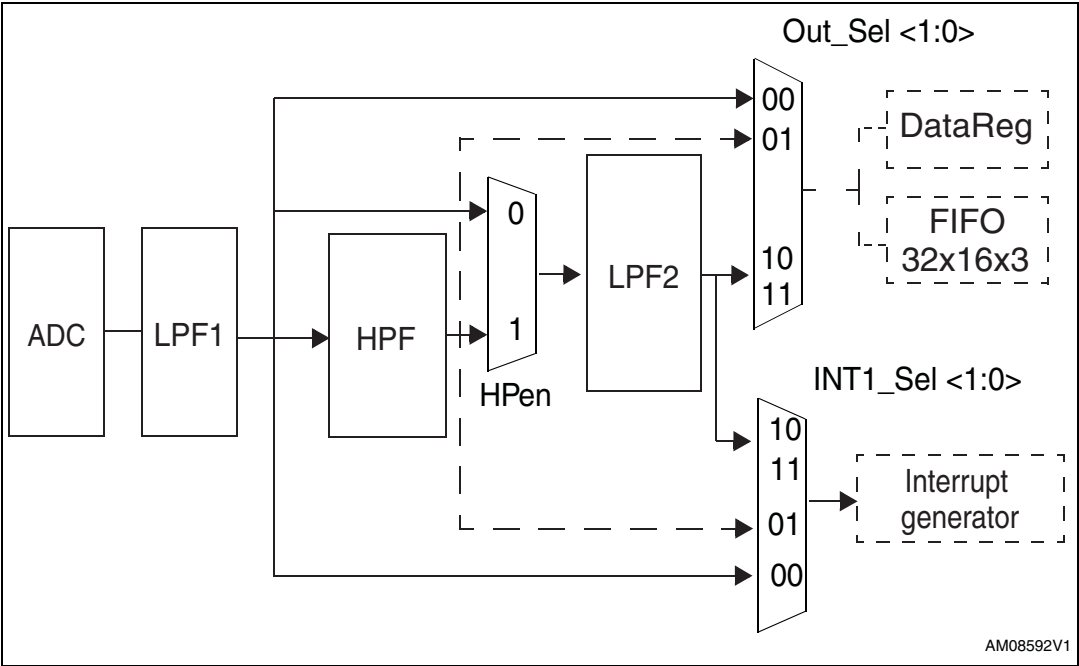 Out_Sel <1:0>
00
01
DataReg
0
FIFO
32x16x3
10
11
LPF2
ADC
LPF1
HPF
1
HPen
INT1_Sel <1:0>
10
11
Interrupt
generator
01
00
AM08592V1